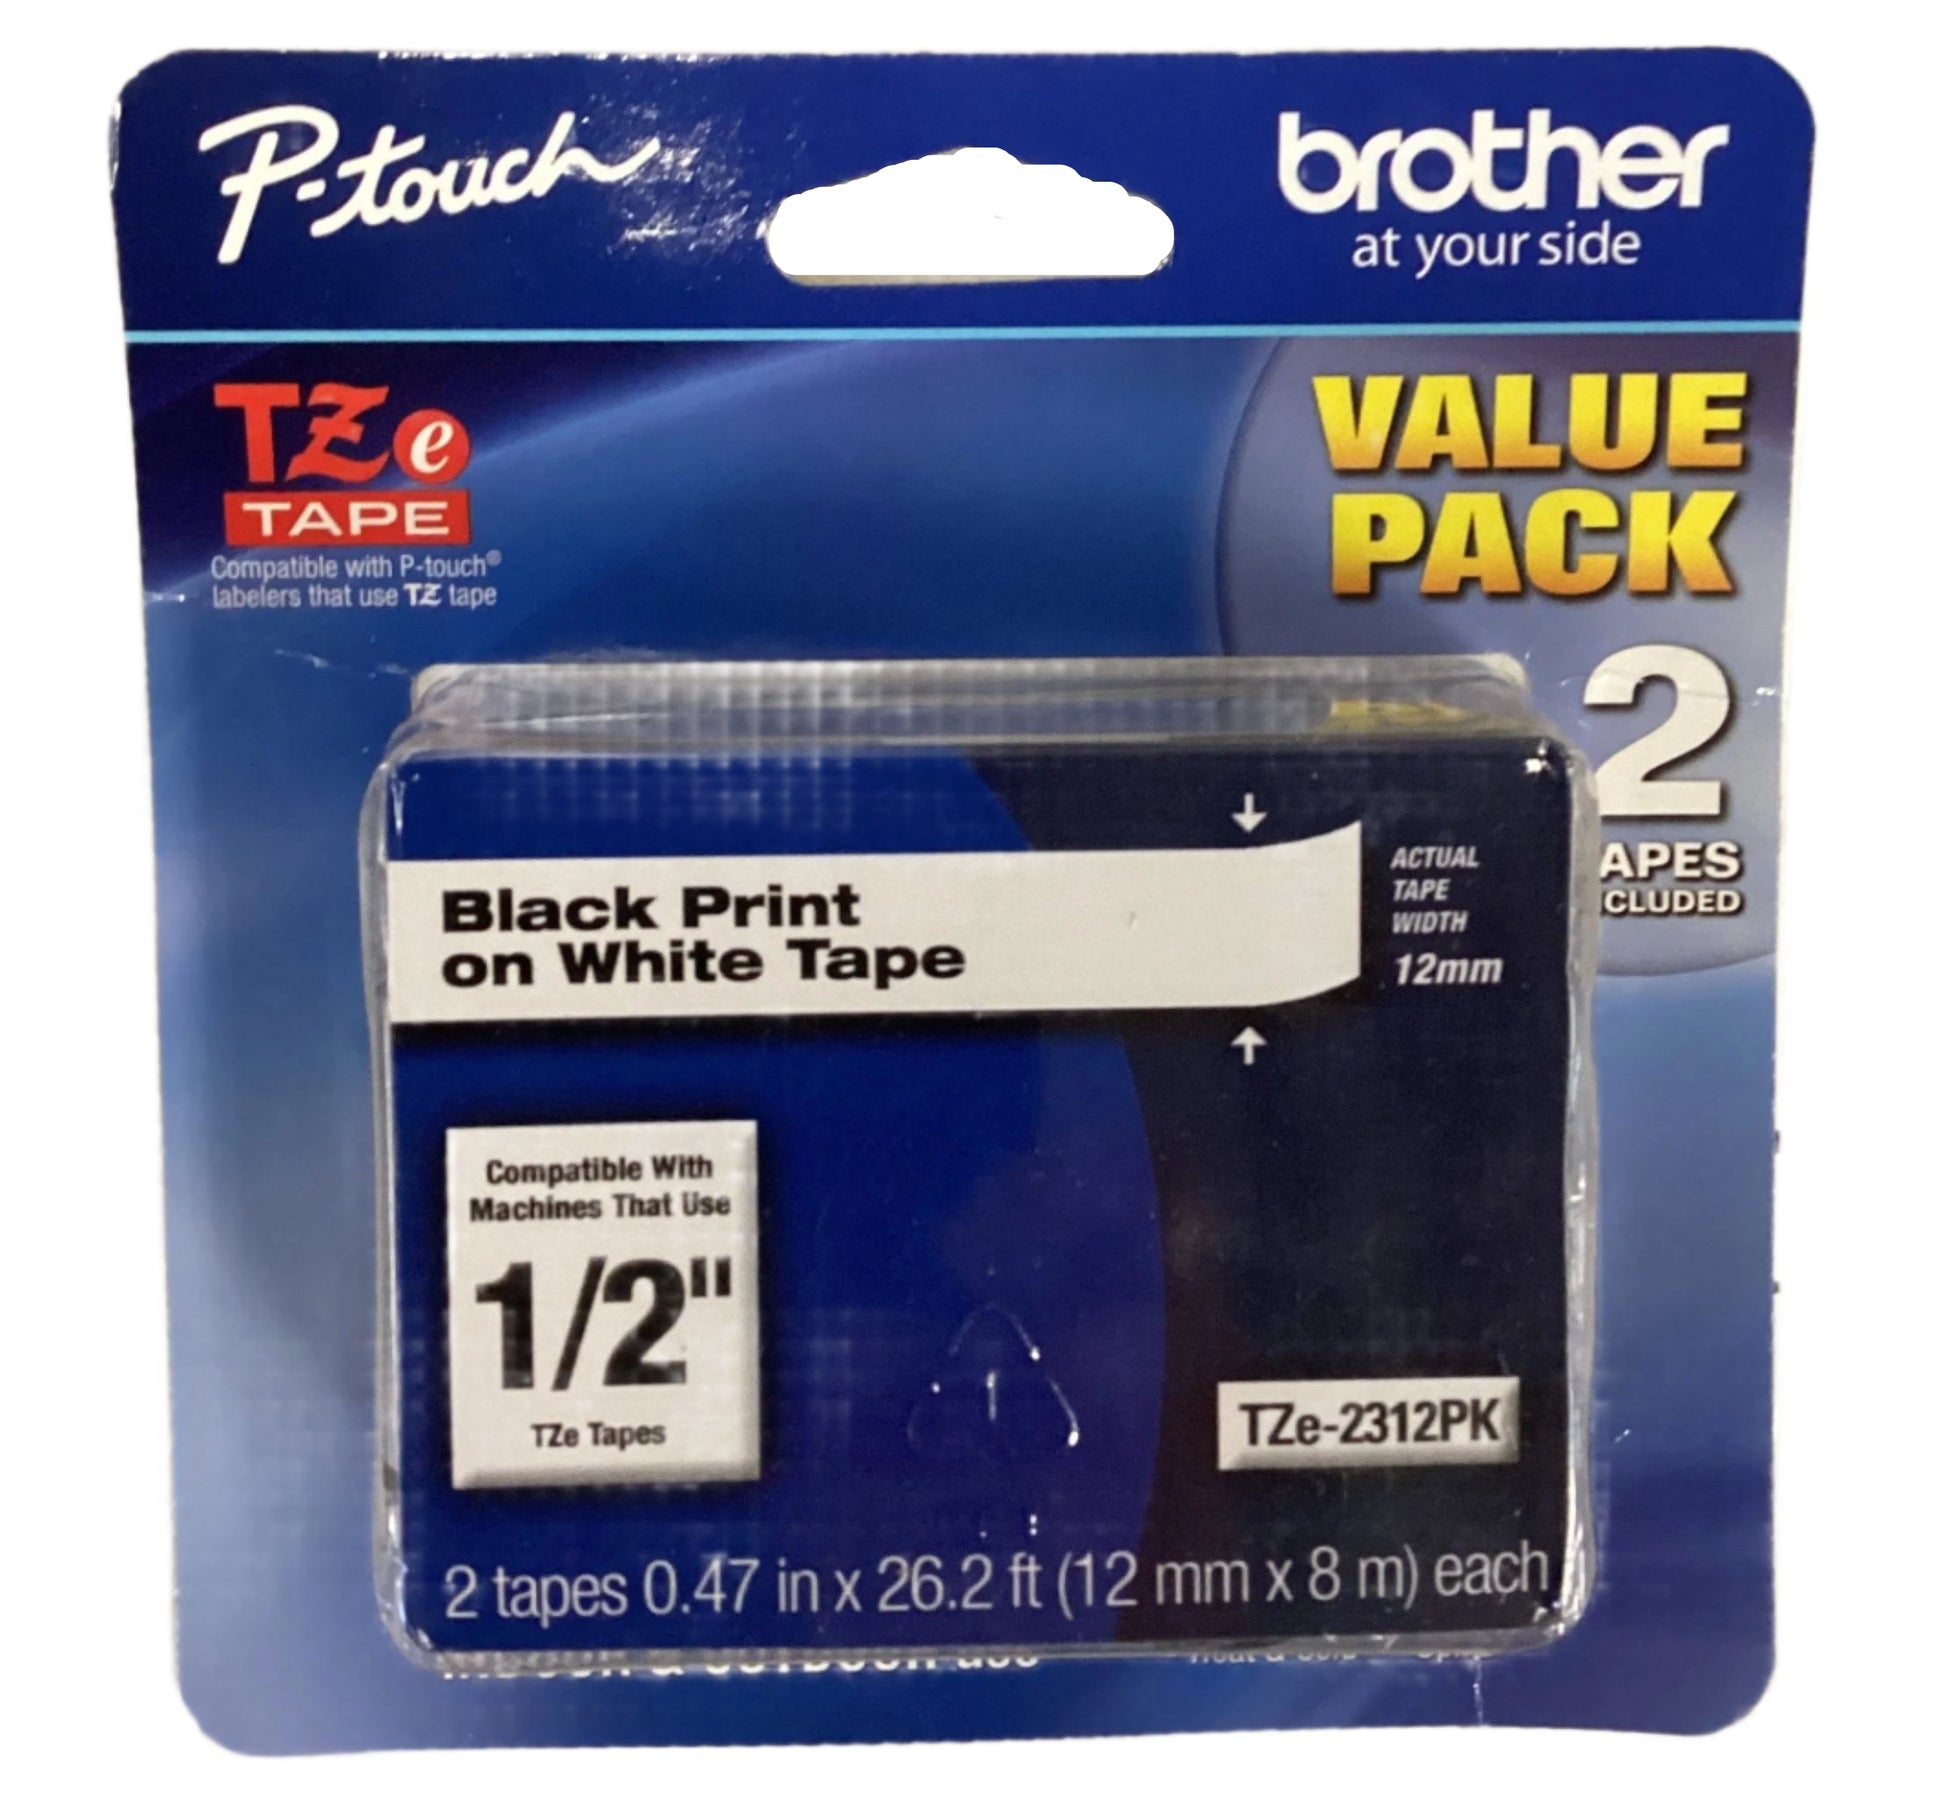 P-touch
brother
at your side
TZe
TAPE
Compatible with P-touch®
labelers that use TZ tape
VALUE
PACK
2
APES
CLUDED
Black Print
on White Tape
ACTUAL
TAPE
WIDTH
12mm
Compatible With
Machines That Use
1/2"
TZe Tapes
TZe-2312PK
2 tapes 0.47 in x 26.2 ft (12 mm x 8 m) each